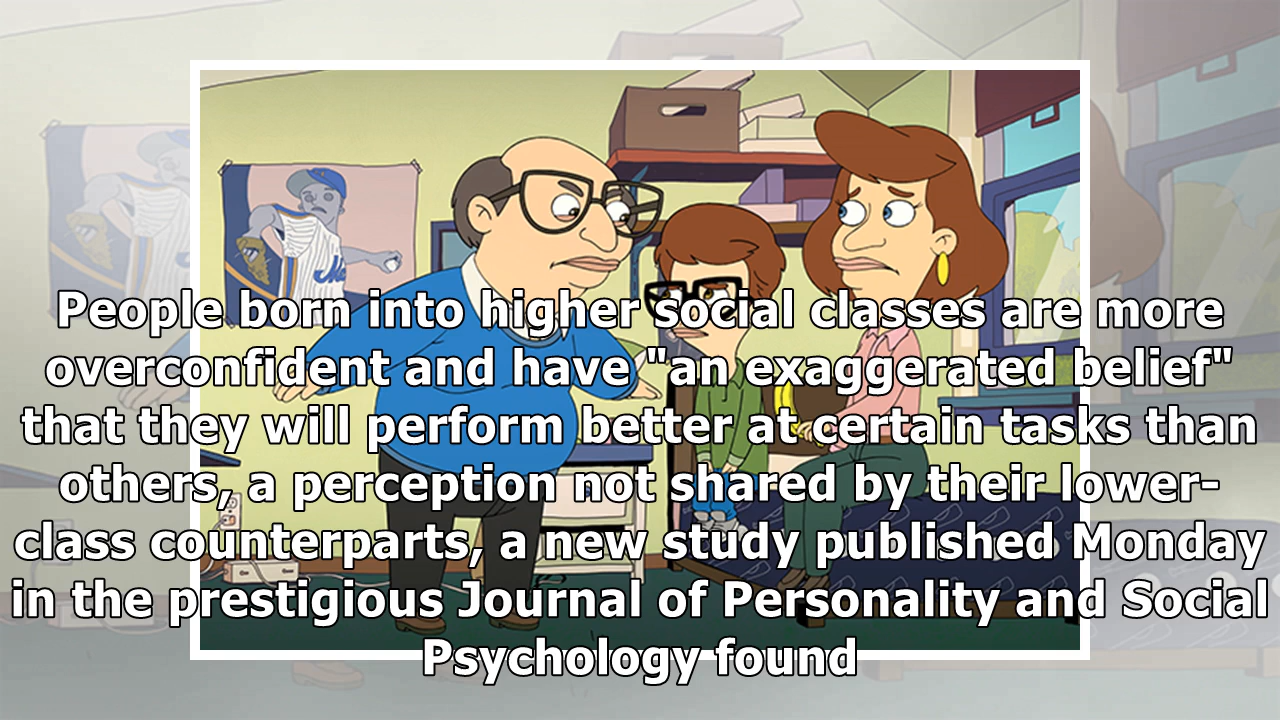 Me
People born into higher social classes are more
overconfident and have "an exaggerated belief"
that they will perform better at certain tasks than
others, a perception not shared by their lower-
class counterparts, a new study published Monday
in the prestigious Journal of Personality and Social
Psychology found